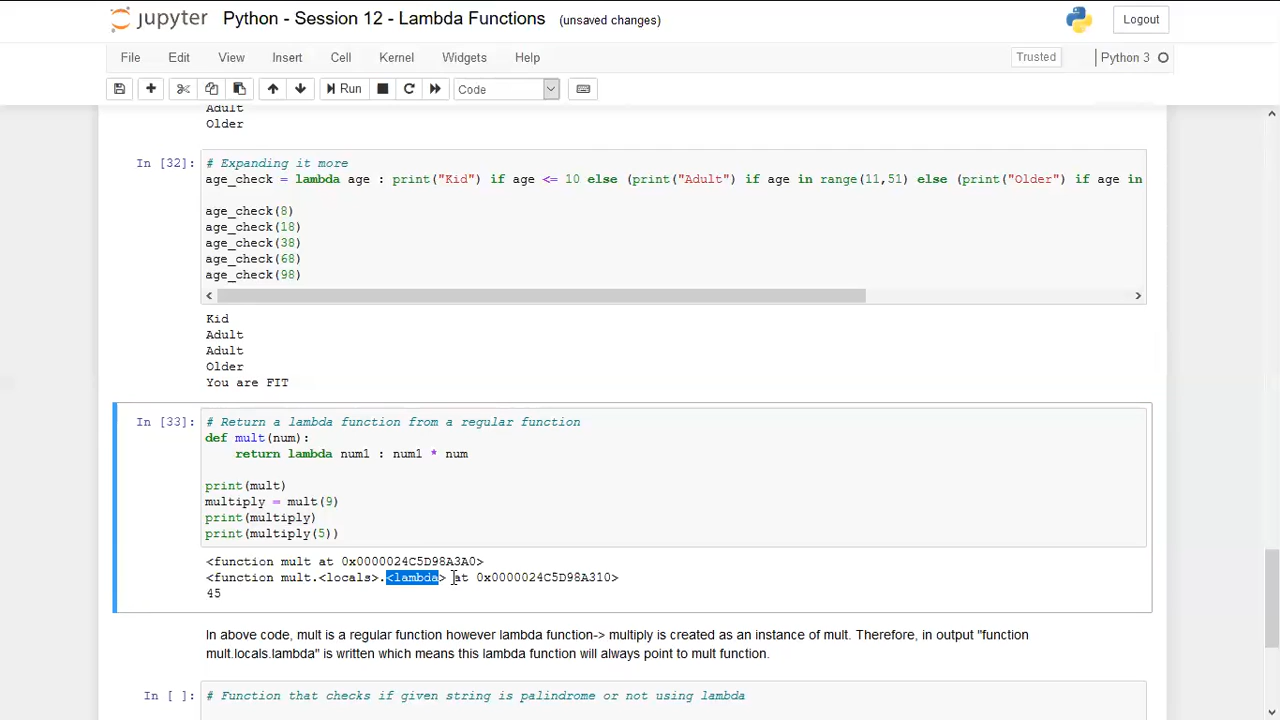 jupyter Python - Session 12 - Lambda Functions (unsaved changes) Logout
File Edit View Insert Cell Kernel Widgets Help Trusted Python 3
Run Code
Adult
Older
In [32]: # Expanding it more
age_check = lambda age : print("Kid") if age <= 10 else (print("Adult") if age in range(11,51) else (print("Older") if age in
age_check(8)
age_check(18)
age_check(38)
age_check(68)
age_check(98)
Kid
Adult
Adult
Older
You are FIT
In [33]: # Return a lambda function from a regular function
def mult(num):
    return lambda num1 : num1 * num
print(mult)
multiply = mult(9)
print(multiply)
print(multiply(5))
<function mult at 0x0000024C5D98A3A0>
<function mult.<locals>.<lambda> at 0x0000024C5D98A310>
45
In above code, mult is a regular function however lambda function-> multiply is created as an instance of mult. Therefore, in output "function
mult.locals.lambda" is written which means this lambda function will always point to mult function.
In [ ]: # Function that checks if given string is palindrome or not using lambda